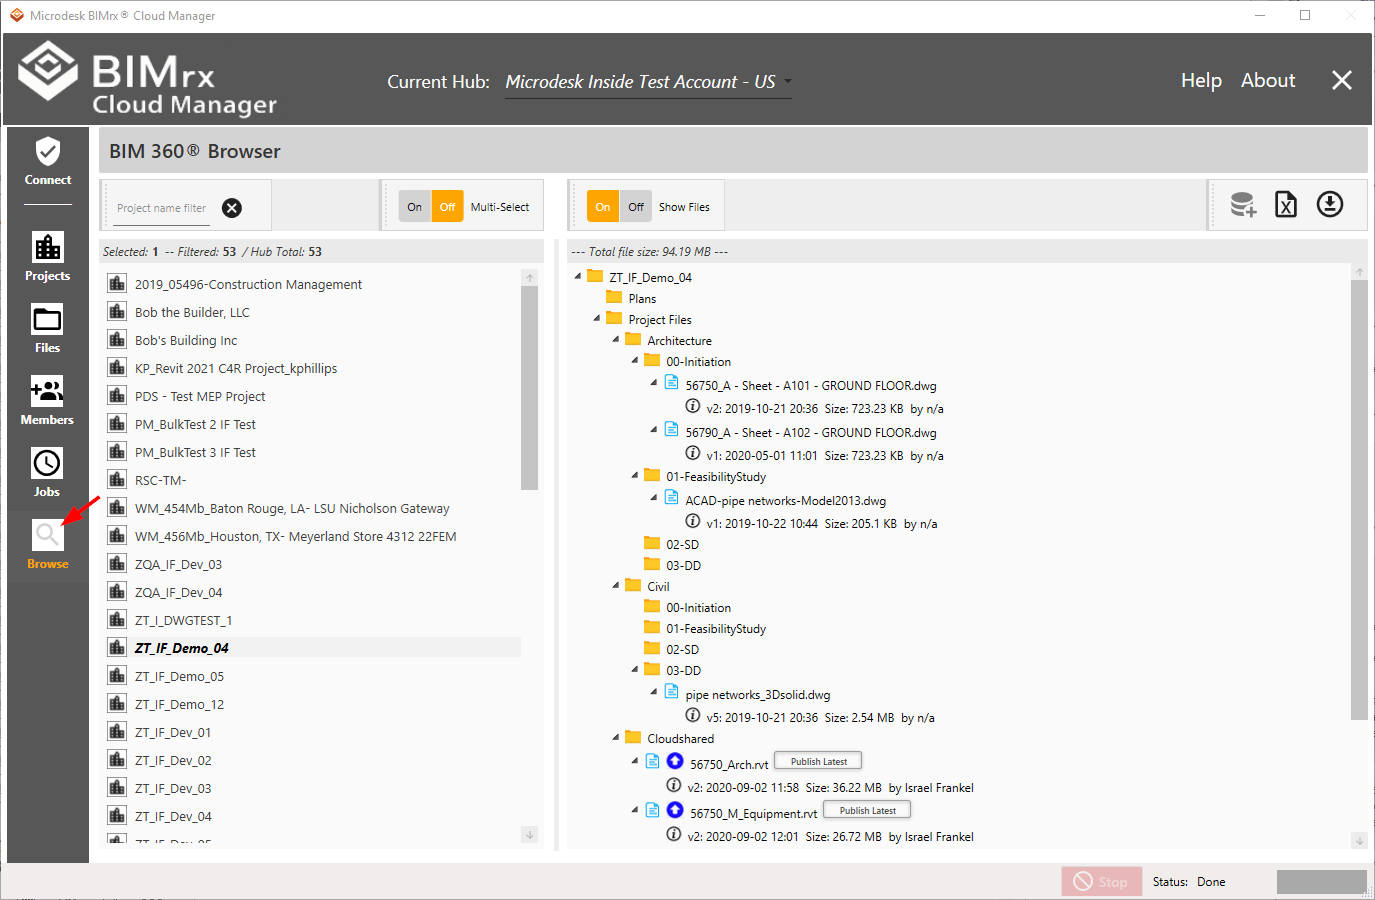 Microdesk BIMrx® Cloud Manager
BIMrx
Cloud Manager
Current Hub: Microdesk Inside Test Account - US
Help About
Connect
Projects
Files
Members
Jobs
Browse
BIM 360® Browser
Project name filter
On Off Multi-Select
On Off Show Files
Selected: 1 -- Filtered: 53 / Hub Total: 53
2019_05496-Construction Management
Bob the Builder, LLC
Bob's Building Inc
KP_Revit 2021 C4R Project_kphillips
PDS - Test MEP Project
PM_BulkTest 2 IF Test
PM_BulkTest 3 IF Test
RSC-TM-
WM_454Mb_Baton Rouge, LA- LSU Nicholson Gateway
WM_456Mb_Houston, TX- Meyerland Store 4312 22FEM
ZQA_IF_Dev_03
ZQA_IF_Dev_04
ZT_I_DWGTEST_1
ZT_IF_Demo_04
ZT_IF_Demo_05
ZT_IF_Demo_12
ZT_IF_Dev_01
ZT_IF_Dev_02
ZT_IF_Dev_03
ZT_IF_Dev_04
--- Total file size: 94.19 MB ---
ZT_IF_Demo_04
Plans
Project Files
Architecture
00-Initiation
56750_A - Sheet - A101 - GROUND FLOOR.dwg
v2: 2019-10-21 20:36 Size: 723.23 KB by n/a
56790_A - Sheet - A102 - GROUND FLOOR.dwg
v1: 2020-05-01 11:01 Size: 723.23 KB by n/a
01-FeasibilityStudy
ACAD-pipe networks-Model2013.dwg
v1: 2019-10-22 10:44 Size: 205.1 KB by n/a
02-SD
03-DD
Civil
00-Initiation
01-FeasibilityStudy
02-SD
03-DD
pipe networks_3Dsolid.dwg
v5: 2019-10-21 20:36 Size: 2.54 MB by n/a
Cloudshared
56750_Arch.rvt Publish Latest
v2: 2020-09-02 11:58 Size: 36.22 MB by Israel Frankel
56750_M_Equipment.rvt Publish Latest
v2: 2020-09-02 12:01 Size: 26.72 MB by Israel Frankel
Stop Status: Done